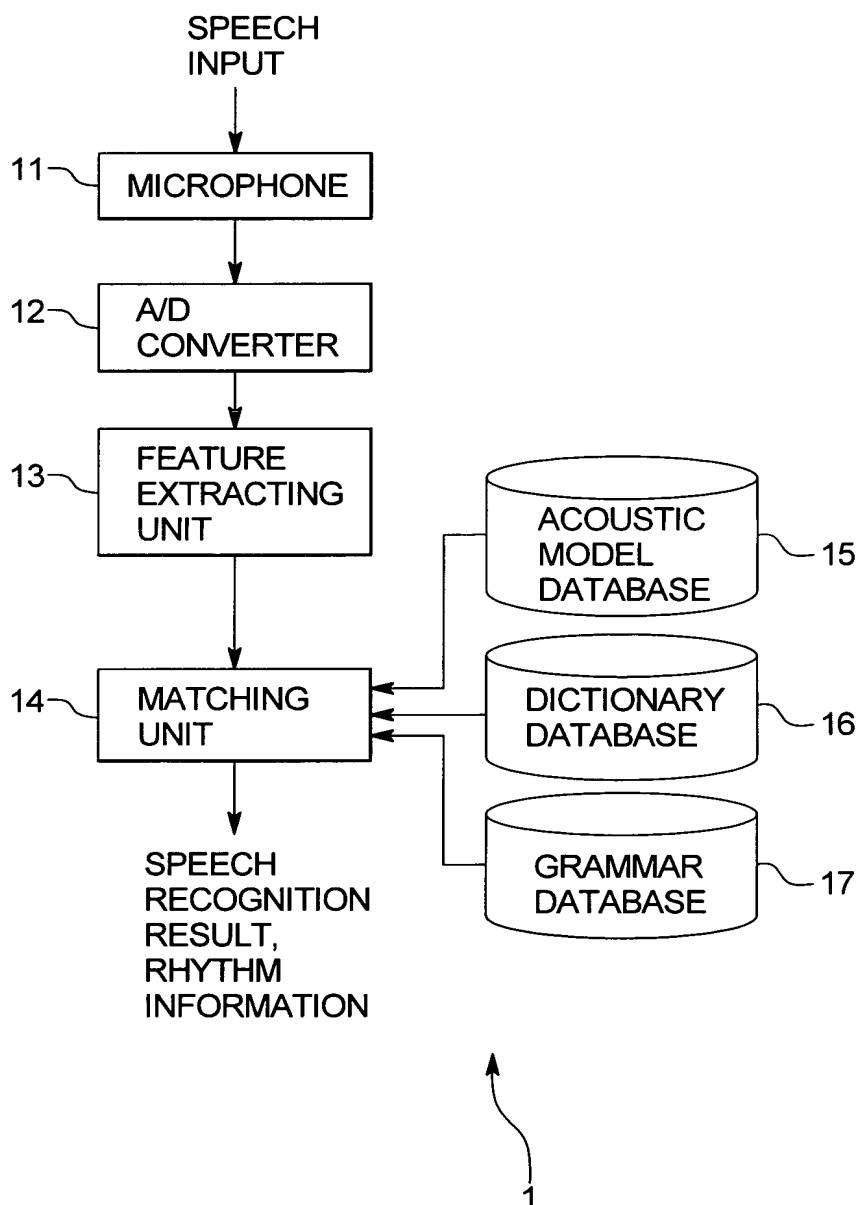 SPEECH
INPUT
11
MICROPHONE
12
A/D
CONVERTER
13
FEATURE
EXTRACTING
UNIT
ACOUSTIC
MODEL
DATABASE
15
14
MATCHING
UNIT
DICTIONARY
DATABASE
16
SPEECH
RECOGNITION
RESULT,
RHYTHM
INFORMATION
GRAMMAR
DATABASE
17
1